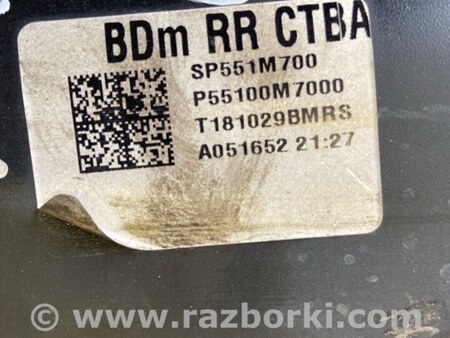 BDm RR CTBA
SP551M700
P55100M7000
T181029BMRS
A051652 21:27
© www.razborki.com